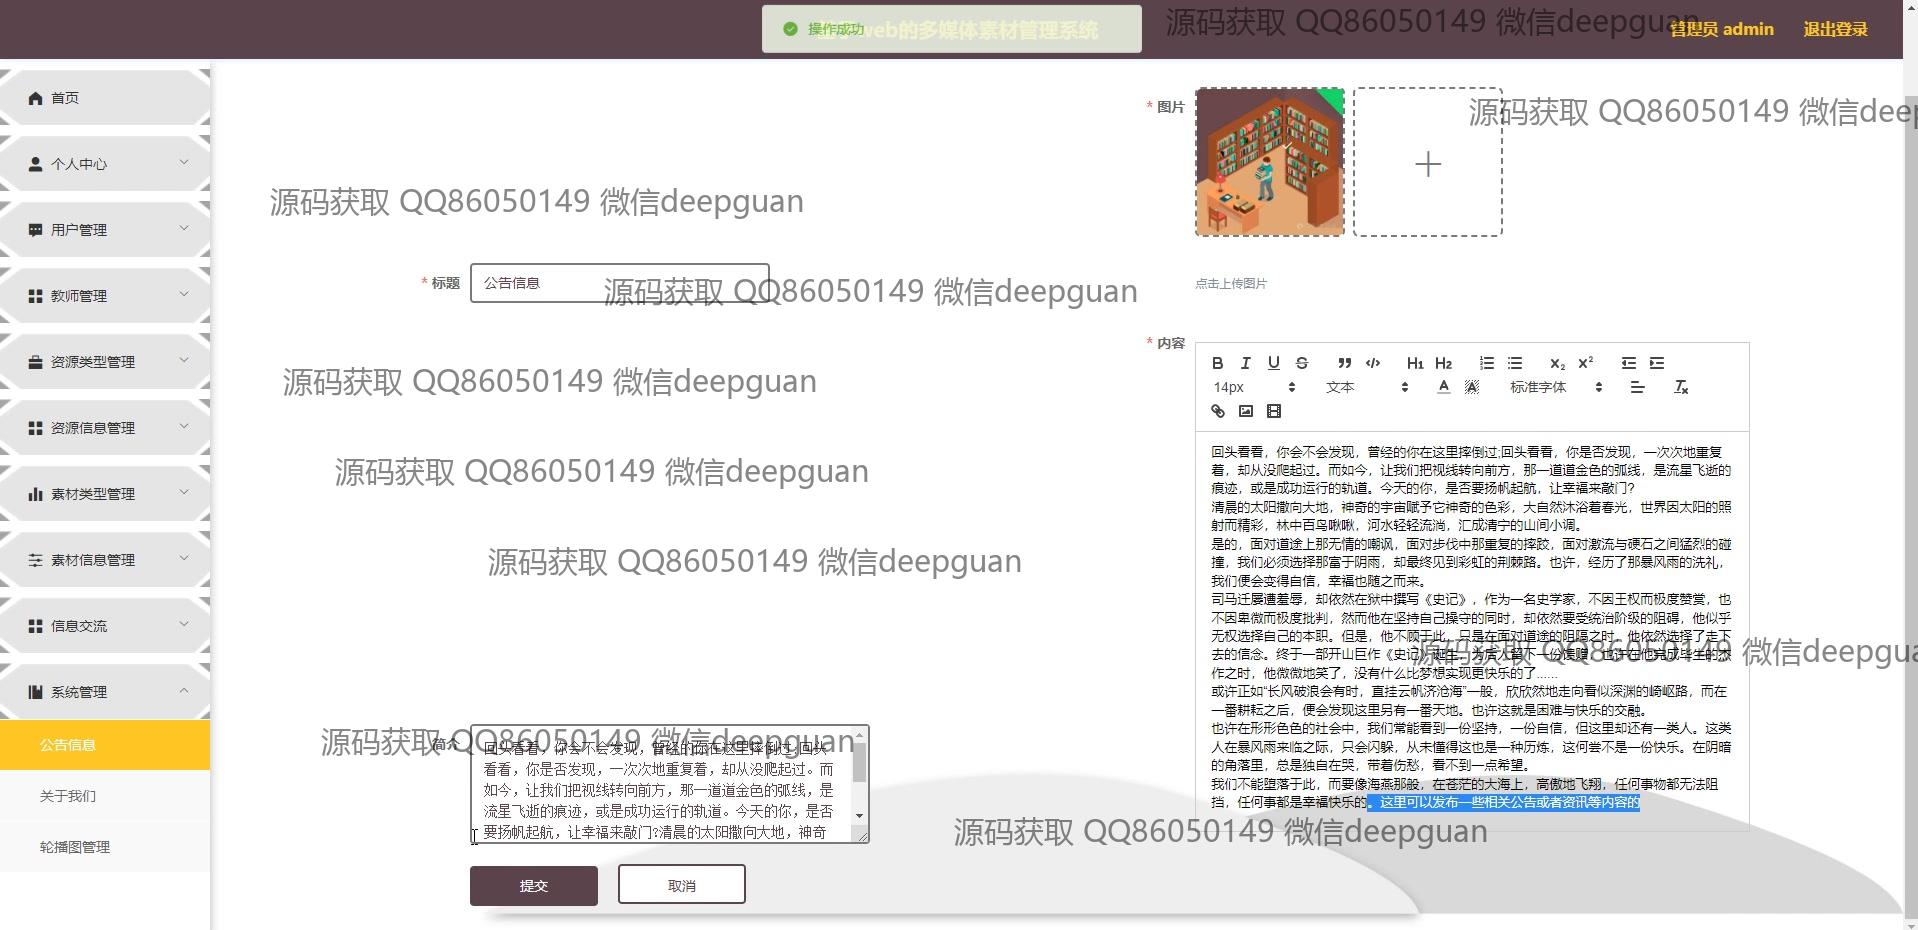 操作成功
web的多媒体素材管理系统
源码获取 QQ86050149 微信deepguan
管理员 admin
退出登录
首页
个人中心
用户管理
教师管理
资源类型管理
资源信息管理
素材类型管理
素材信息管理
信息交流
系统管理
公告信息
关于我们
轮播图管理
* 图片
源码获取 QQ86050149 微信deep
源码获取 QQ86050149 微信deepguan
* 标题
公告信息
源码获取 QQ86050149 微信deepguan
点击上传图片
* 内容
B I U S H1 H2 X2 X2
14px
文本
标准字体
源码获取 QQ86050149 微信deepguan
回头看看，你会不会发现，曾经的你在这里摔倒过;回头看看，你是否发现，一次次地重复
着，却从没爬起过。而如今，让我们把视线转向前方，那一道道金色的弧线，是流星飞逝的
痕迹，或是成功运行的轨道。今天的你，是否要扬帆起航，让幸福来敲门?
清晨的太阳撒向大地，神奇的宇宙赋予它神奇的色彩，大自然沐浴着春光，世界因太阳的照
射而精彩，林中百鸟啾啾，河水轻轻流淌，汇成清宁的山间小调。
是的，面对道途上那无情的嘲讽，面对步伐中那重复的摔跤，面对激流与硬石之间猛烈的碰
撞，我们必须选择那富于阴雨，却最终见到彩虹的荆棘路。也许，经历了那暴风雨的洗礼，
我们便会变得自信，幸福也随之而来。
司马迁屡遭羞辱，却依然在狱中撰写《史记》，作为一名史学家，不因王权而极度赞赏，也
不因卑微而极度批判，然而他在坚持自己操守的同时，却依然要受统治阶级的阻碍，他似乎
无权选择自己的本职。但是，他不顾于此，只是在面对道途的阻隔之时，他依然选择了走下
去的信念。终于一部开山巨作《史记》诞生，为后人留下一份馈赠，也许在他完成毕生的杰
作之时，他微微地笑了，没有什么比梦想实现更快乐的了……
或许正如“长风破浪会有时，直挂云帆济沧海”一般，欣欣然地走向看似深渊的崎岖路，而在
一番耕耘之后，便会发现这里另有一番天地。也许这就是困难与快乐的交融。
也许在形形色色的社会中，我们常能看到一份坚持，一份自信，但这里却还有一类人。这类
人在暴风雨来临之际，只会闪躲，从未懂得这也是一种历炼，这何尝不是一份快乐。在阴暗
的角落里，总是独自在哭，带着伤愁，看不到一点希望。
我们不能堕落于此，而要像海燕那般，在苍茫的大海上，高傲地飞翔，任何事物都无法阻
挡，任何事都是幸福快乐的。这里可以发布一些相关公告或者资讯等内容的
源码获取 QQ86050149 微信deepguan
源码获取 QQ86050149 微信deepguan
源码获取 QQ86050149 微信deepgua
源码获取 QQ86050149 微信deepguan
简介
回头看看，你会不会发现，曾经的你在这里摔倒过;回头
看看，你是否发现，一次次地重复着，却从没爬起过。而
如今，让我们把视线转向前方，那一道道金色的弧线，是
流星飞逝的痕迹，或是成功运行的轨道。今天的你，是否
要扬帆起航，让幸福来敲门?清晨的太阳撒向大地，神奇
源码获取 QQ86050149 微信deepguan
提交
取消